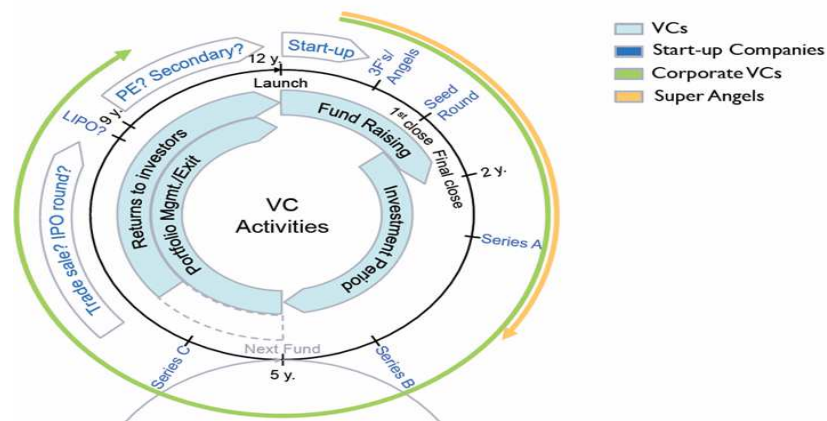 VCs
Start-up Companies
Corporate VCs
Super Angels
12 y.
Start-up
3F's/
Angels
Seed
Round
Launch
Fund Raising
1st close
Final close
2 y.
Series A
Investment Period
VC
Activities
Series B
5 y.
Next Fund
Series C
Portfolio Mgmt./Exit
Returns to investors
Trade sale? IPO round?
LIPO?
9 y.
PE? Secondary?